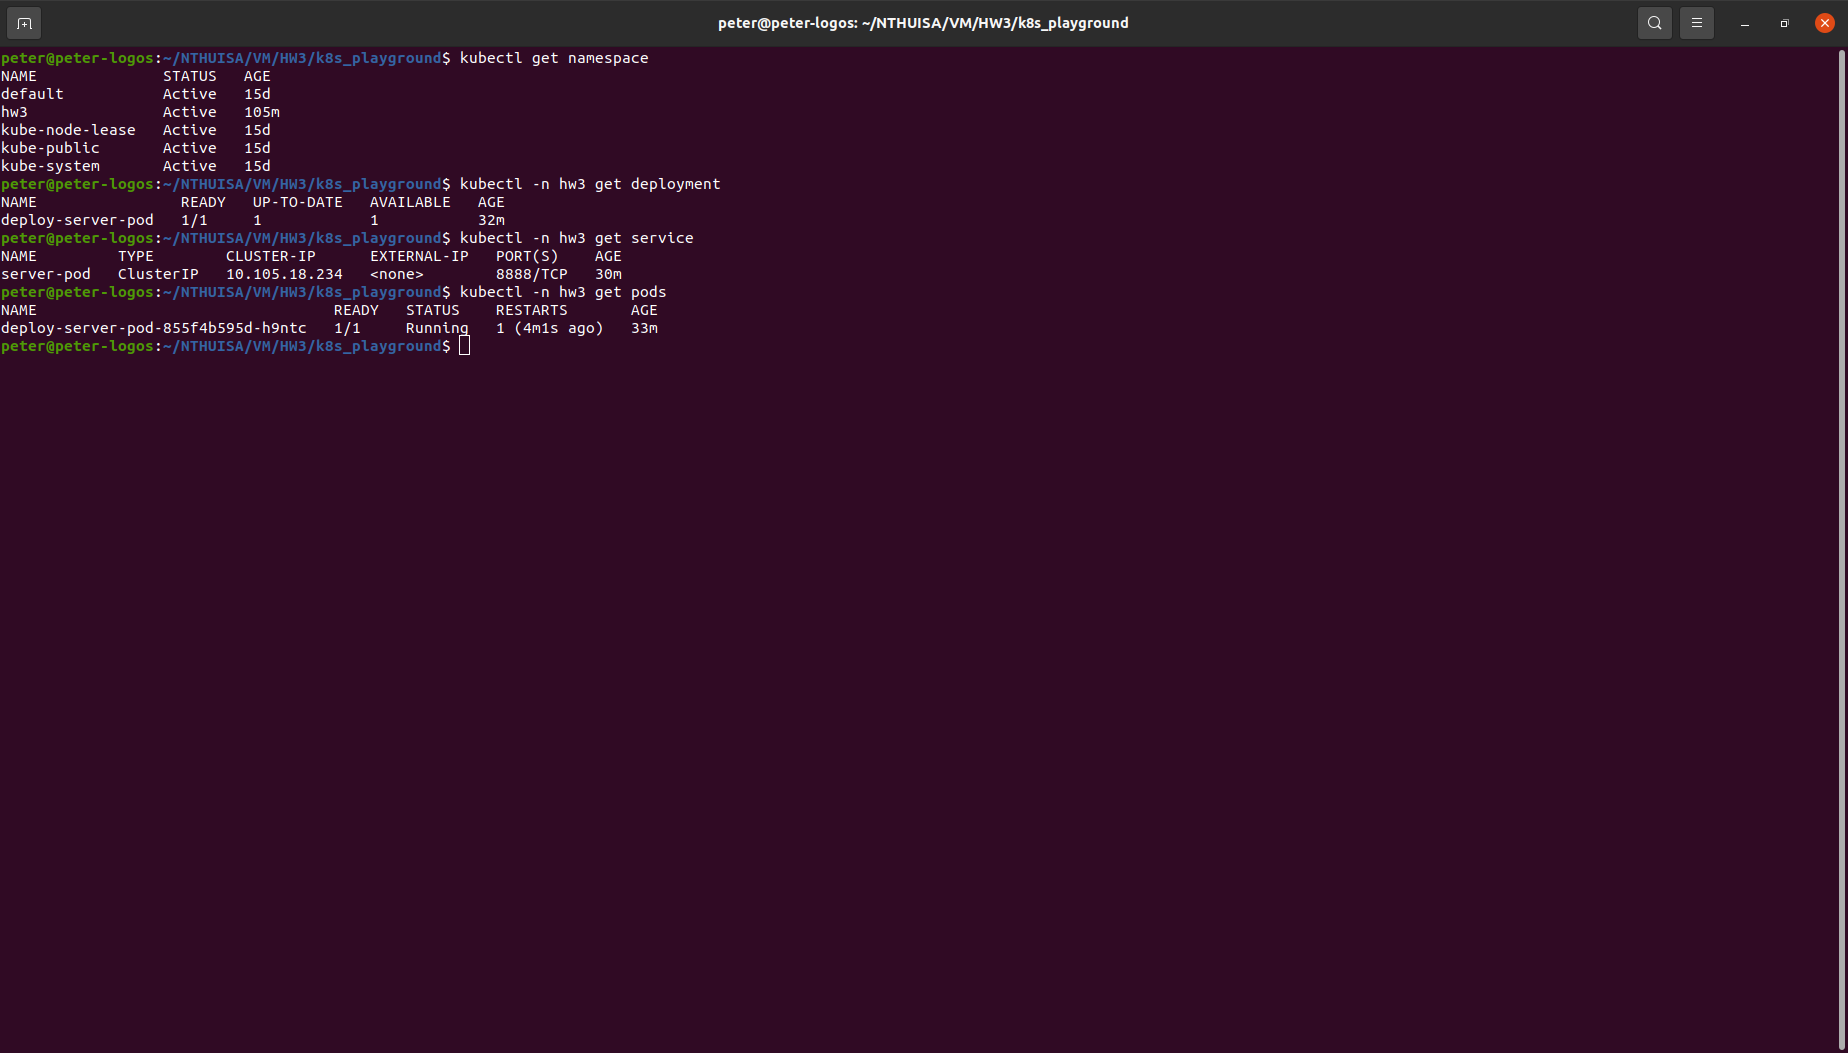 peter@peter-logos: ~/NTHUISA/VM/HW3/k8s_playground
peter@peter-logos:~/NTHUISA/VM/HW3/k8s_playground$ kubectl get namespace
NAME              STATUS   AGE
default           Active   15d
hw3               Active   105m
kube-node-lease   Active   15d
kube-public       Active   15d
kube-system       Active   15d
peter@peter-logos:~/NTHUISA/VM/HW3/k8s_playground$ kubectl -n hw3 get deployment
NAME                READY   UP-TO-DATE   AVAILABLE   AGE
deploy-server-pod   1/1     1            1           32m
peter@peter-logos:~/NTHUISA/VM/HW3/k8s_playground$ kubectl -n hw3 get service
NAME         TYPE        CLUSTER-IP      EXTERNAL-IP   PORT(S)    AGE
server-pod   ClusterIP   10.105.18.234   <none>        8888/TCP   30m
peter@peter-logos:~/NTHUISA/VM/HW3/k8s_playground$ kubectl -n hw3 get pods
NAME                                 READY   STATUS    RESTARTS       AGE
deploy-server-pod-855f4b595d-h9ntc   1/1     Running   1 (4m1s ago)   33m
peter@peter-logos:~/NTHUISA/VM/HW3/k8s_playground$